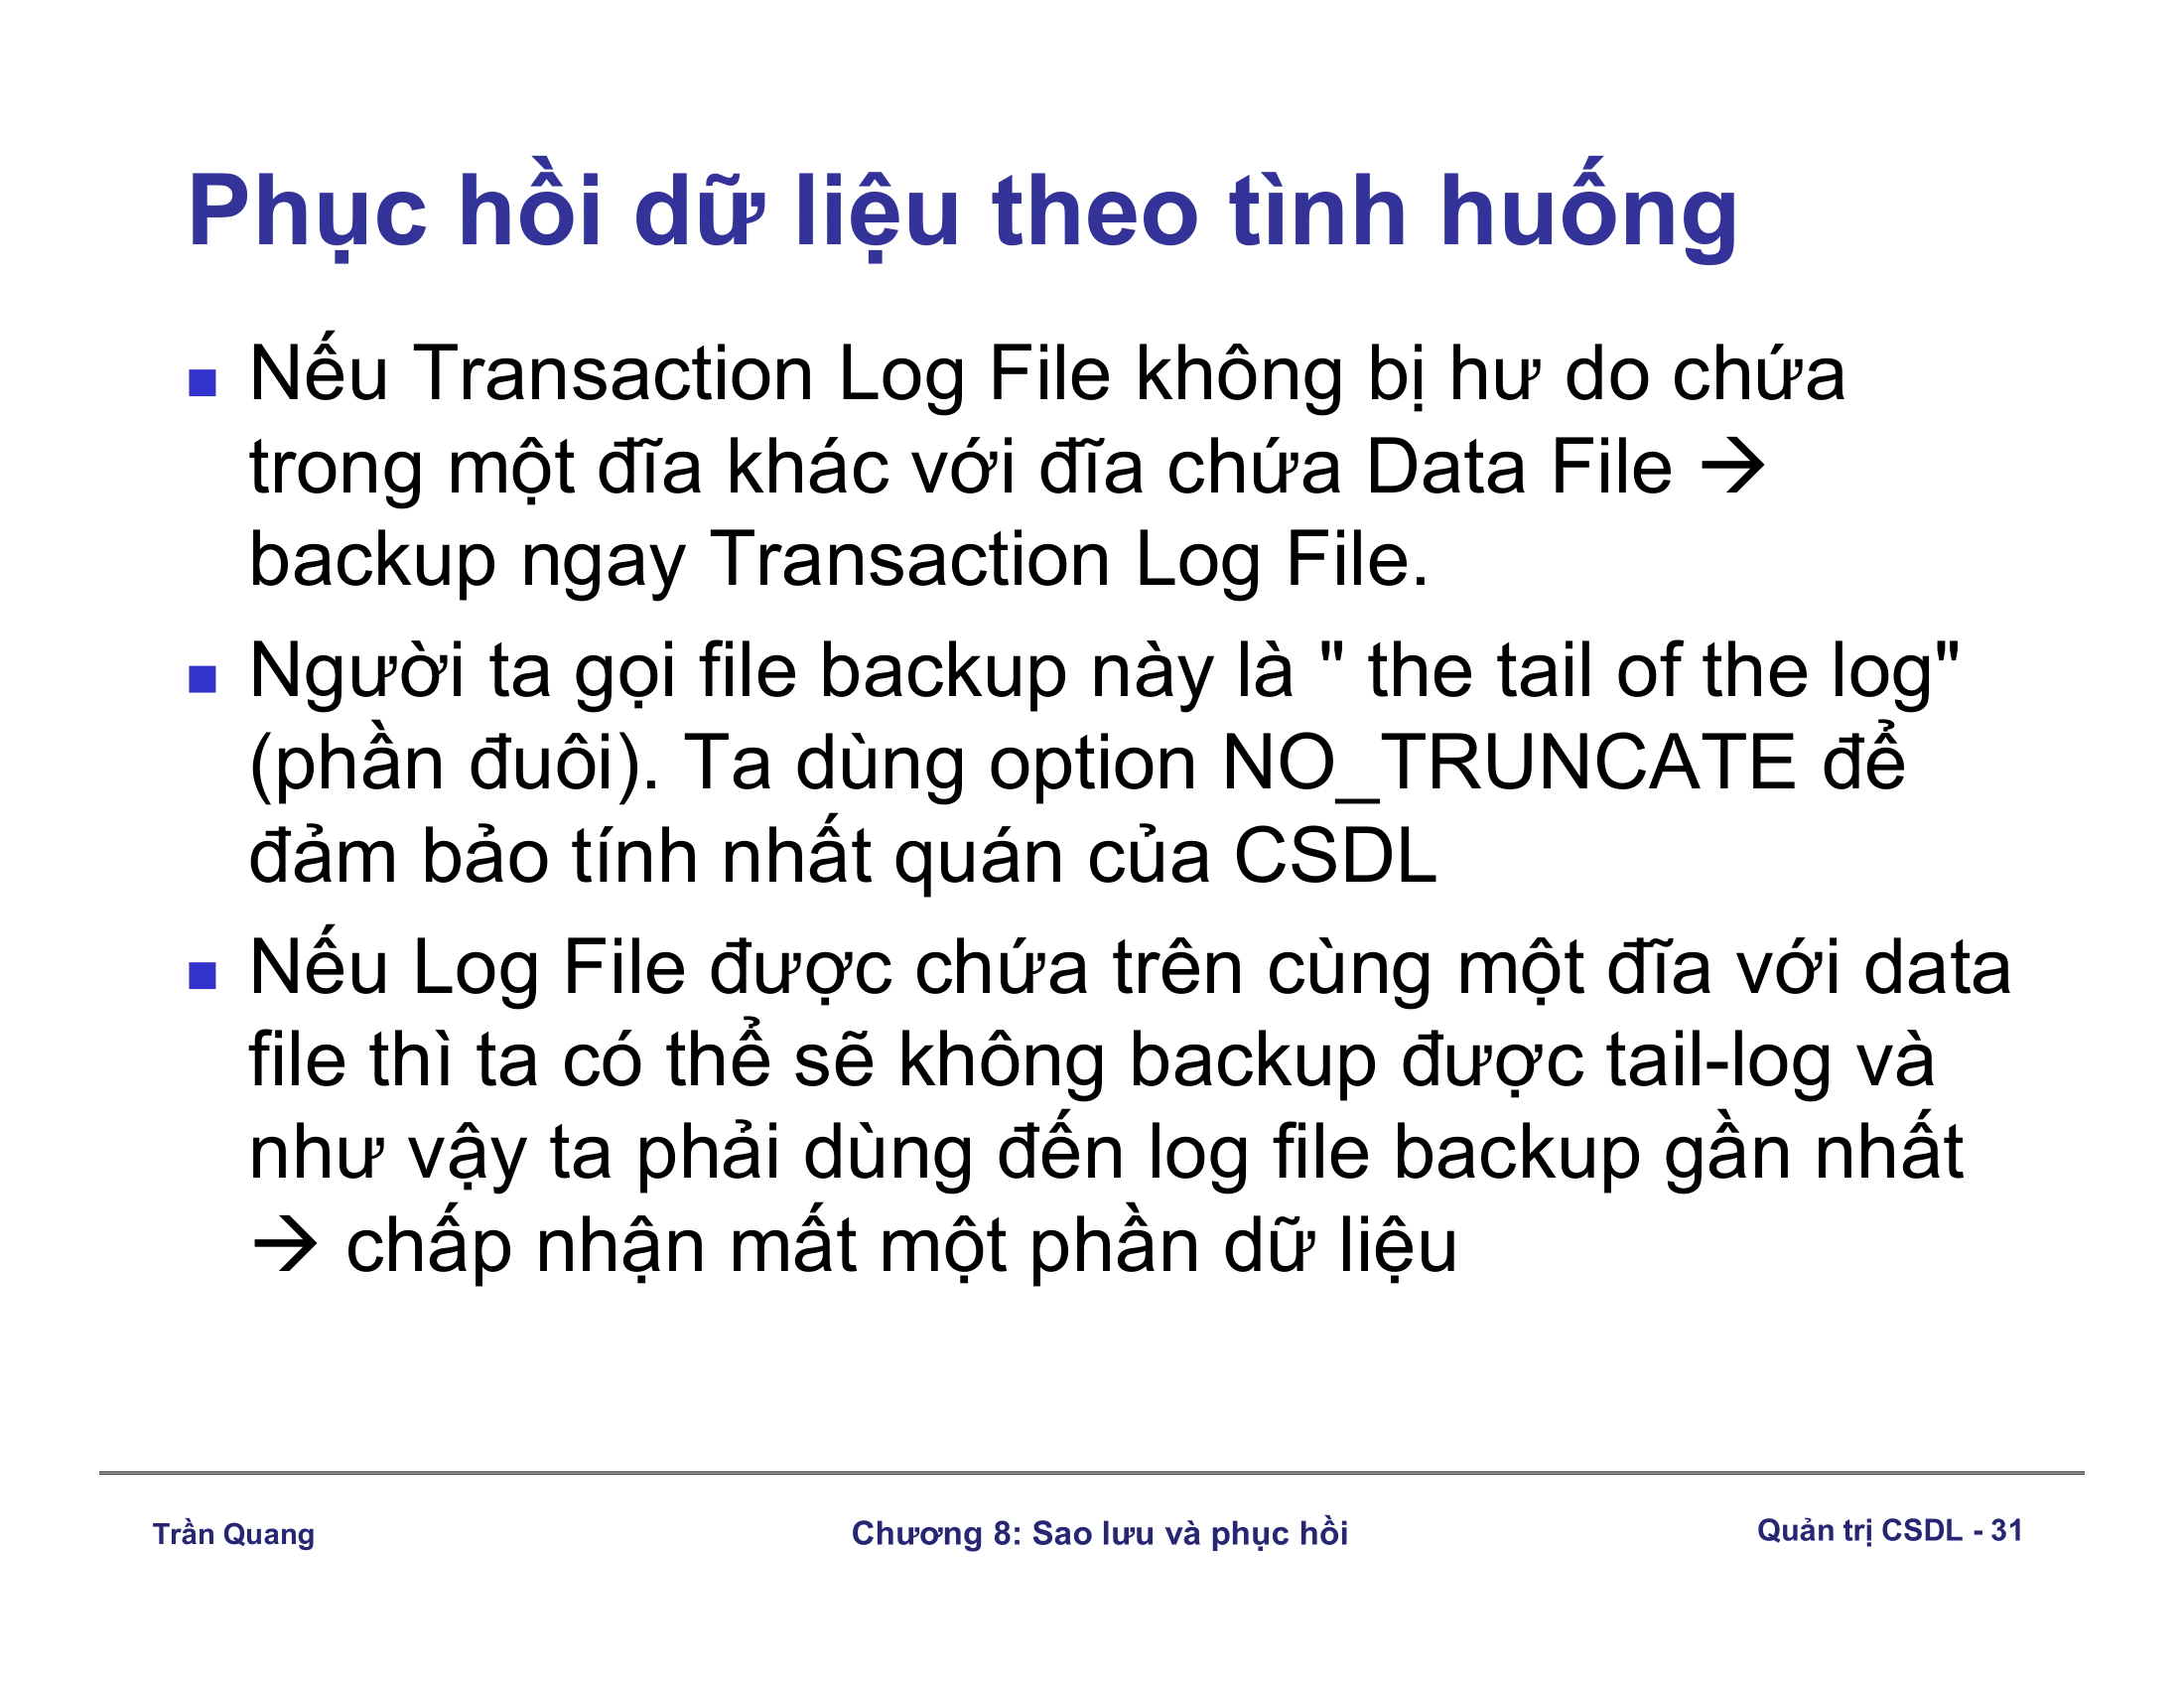 Phục hồi dữ liệu theo tình huống
■ Nếu Transaction Log File không bị hư do chứa
trong một đĩa khác với đĩa chứa Data File →
backup ngay Transaction Log File.
■ Người ta gọi file backup này là " the tail of the log"
(phần đuôi). Ta dùng option NO_TRUNCATE để
đảm bảo tính nhất quán của CSDL
■ Nếu Log File được chứa trên cùng một đĩa với data
file thì ta có thể sẽ không backup được tail-log và
như vậy ta phải dùng đến log file backup gần nhất
→ chấp nhận mất một phần dữ liệu
Trần Quang
Chương 8: Sao lưu và phục hồi
Quản trị CSDL - 31